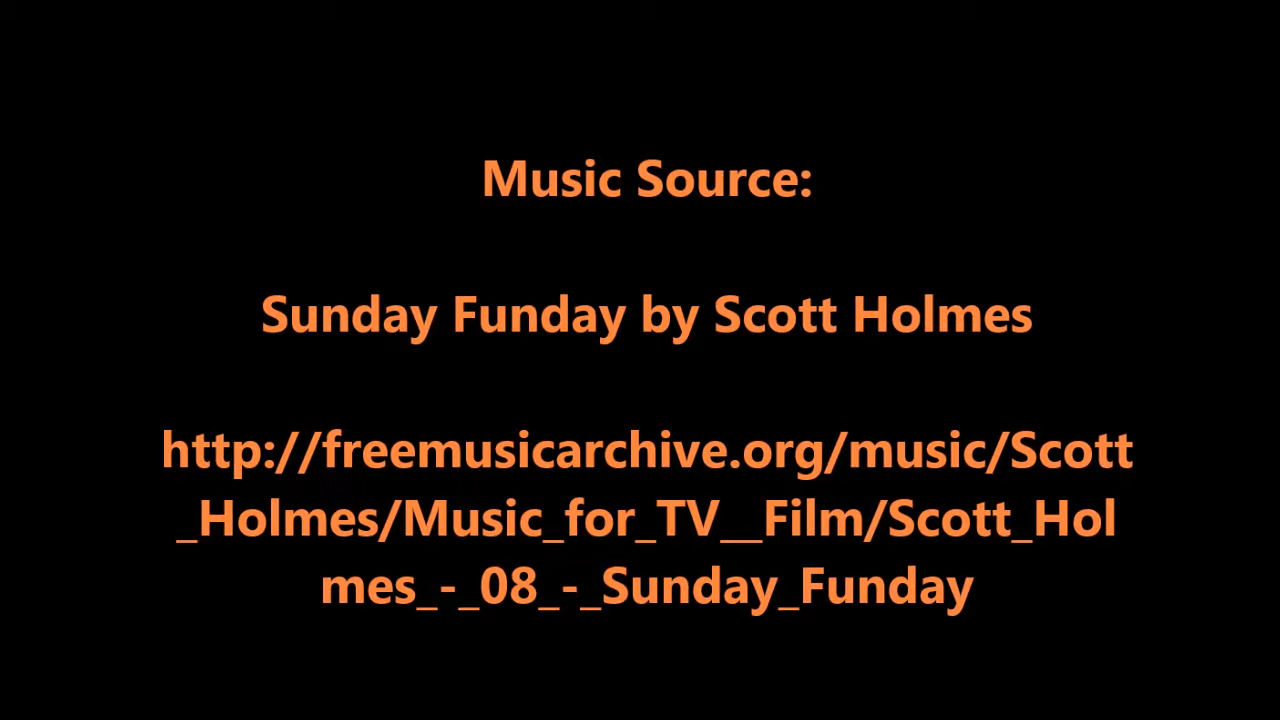 Music Source:
Sunday Funday by Scott Holmes
http://freemusicarchive.org/music/Scott
_Holmes/Music_for_TV__Film/Scott_Hol
mes_-_08_-_Sunday_Funday